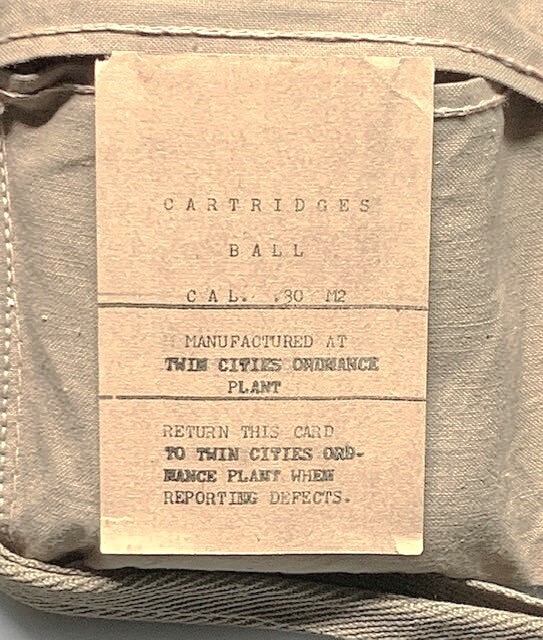 CARTRIDGES
BALL
CAL. .30 M2
MANUFACTURED AT
TWIN CITIES ORDNANCE
PLANT
RETURN THIS CARD
TO TWIN CITIES ORD-
NANCE PLANT WHEN
REPORTING DEFECTS.